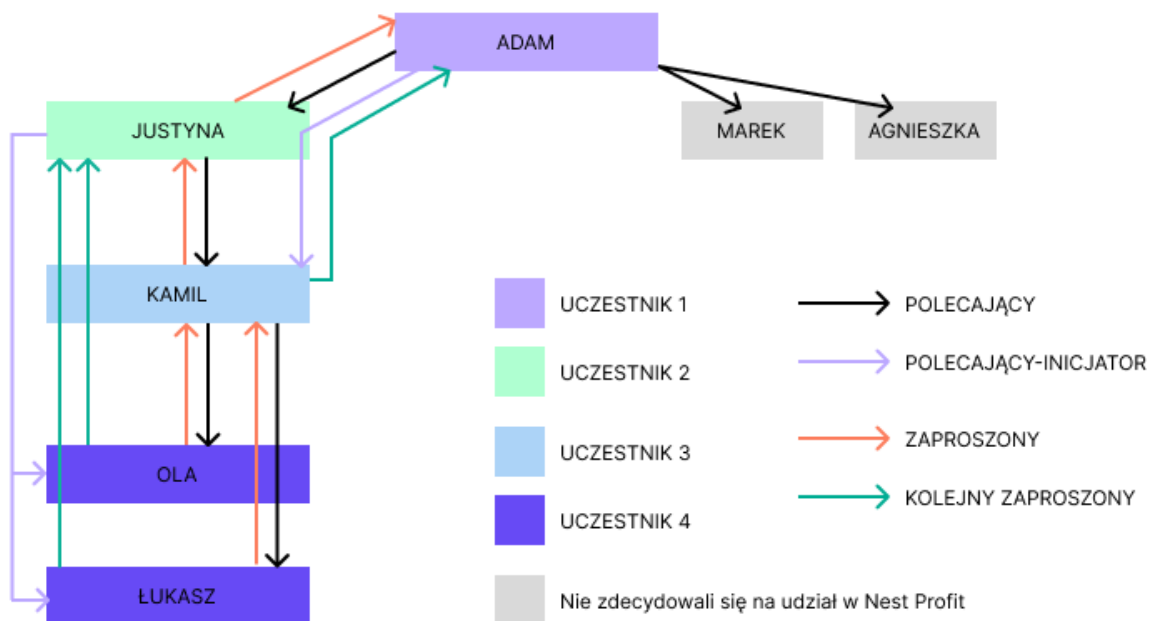 ADAM
JUSTYNA
MAREK
AGNIESZKA
KAMIL
OLA
ŁUKASZ
UCZESTNIK 1
UCZESTNIK 2
UCZESTNIK 3
UCZESTNIK 4
Nie zdecydowali się na udział w Nest Profit
POLECAJĄCY
POLECAJĄCY-INICJATOR
ZAPROSZONY
KOLEJNY ZAPROSZONY